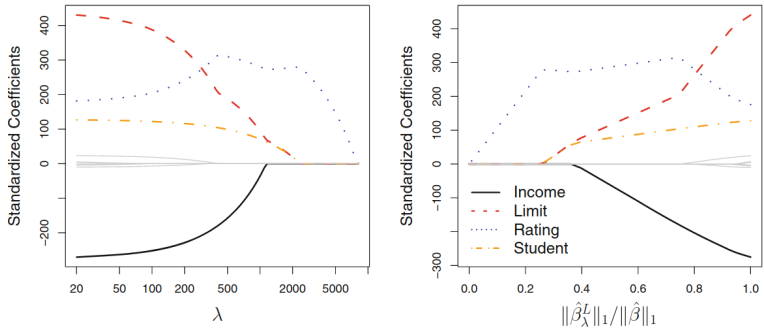 Standardized Coefficients
400
300
200
100
0
−200
20 50 100 200 500 2000 5000
λ
Standardized Coefficients
400
300
200
100
0
−100
−300
Income
Limit
Rating
Student
0.0 0.2 0.4 0.6 0.8 1.0
‖β̂λᴸ‖₁/‖β̂‖₁